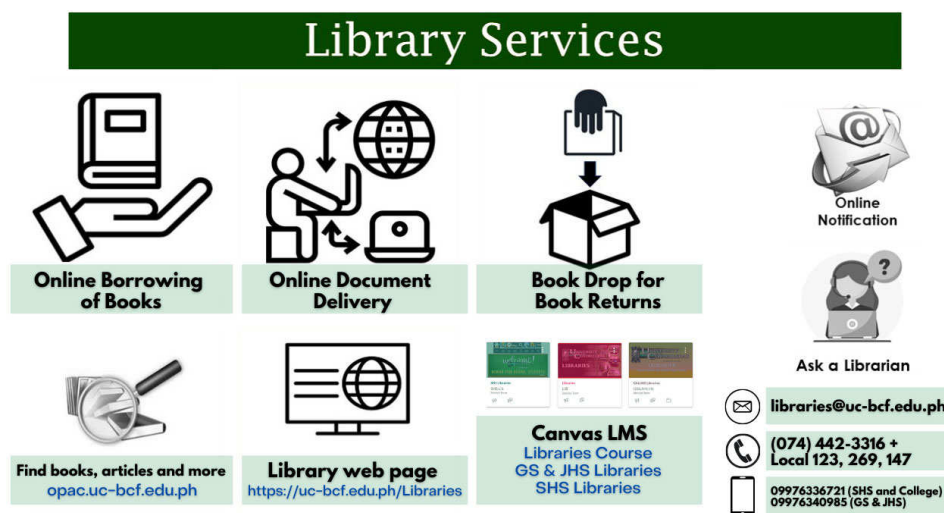 Library Services
Online Borrowing
of Books
Online Document
Delivery
Book Drop for
Book Returns
Online
Notification
Ask a Librarian
Find books, articles and more
opac.uc-bcf.edu.ph
Library web page
https://uc-bcf.edu.ph/Libraries
Canvas LMS
Libraries Course
GS & JHS Libraries
SHS Libraries
libraries@uc-bcf.edu.ph
(074) 442-3316 +
Local 123, 269, 147
09976336721 (SHS and College)
09976340985 (GS & JHS)